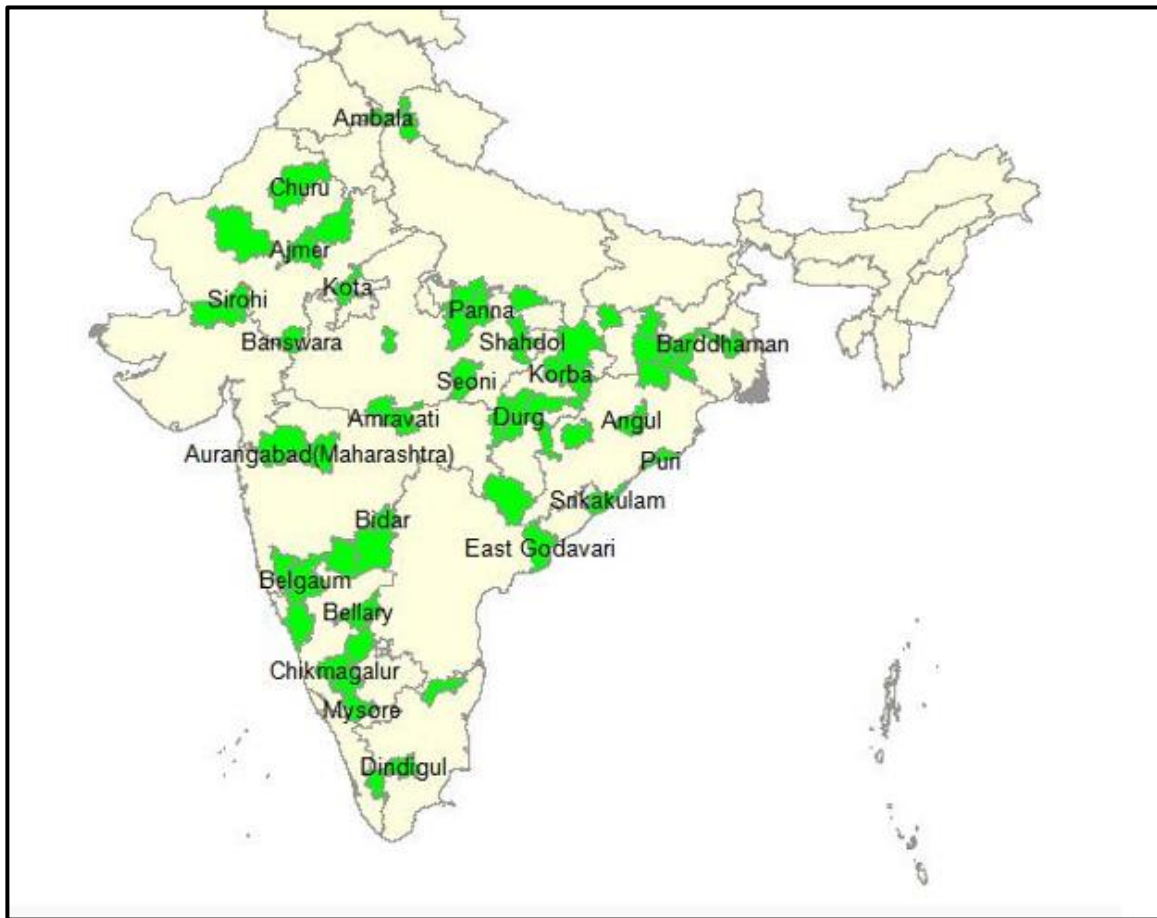 Ambala
Churu
Ajmer
Sirohi
Kota
Panna
Banswara
Shahdol
Barddhaman
Seoni
Korba
Amravati
Durg
Angul
Aurangabad(Maharashtra)
Puri
Srikakulam
Bidar
East Godavari
Belgaum
Bellary
Chikmagalur
Mysore
Dindigul